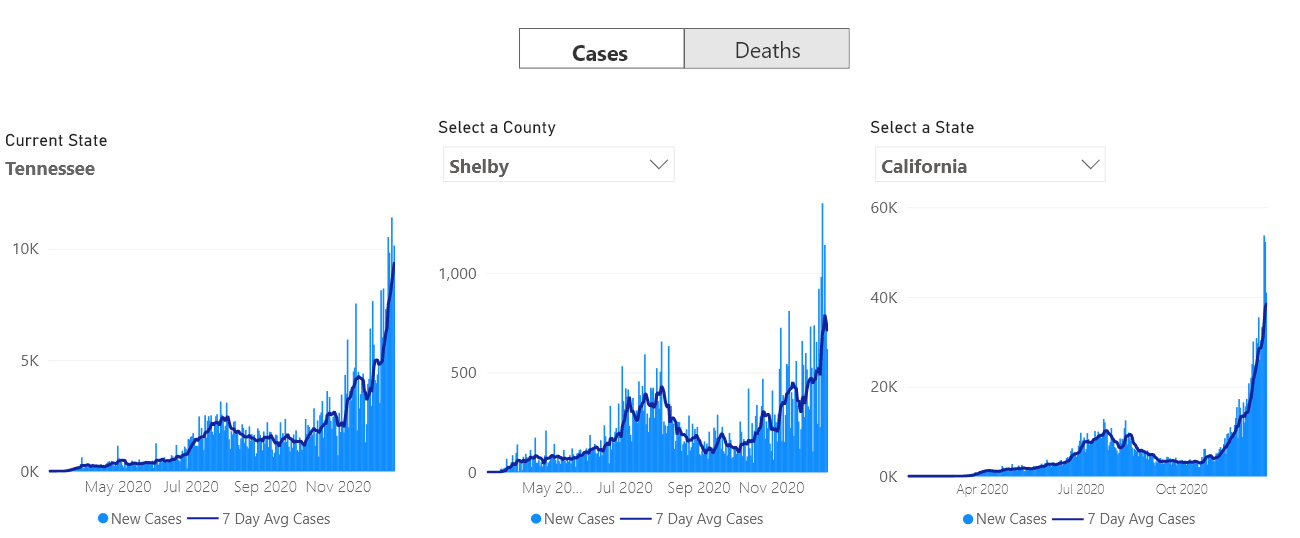 Cases
Deaths
Current State
Tennessee
10K
5K
0K
May 2020 Jul 2020 Sep 2020 Nov 2020
New Cases 7 Day Avg Cases
Select a County
Shelby
1,000
500
0
May 20... Jul 2020 Sep 2020 Nov 2020
New Cases 7 Day Avg Cases
Select a State
California
60K
40K
20K
0K
Apr 2020 Jul 2020 Oct 2020
New Cases 7 Day Avg Cases